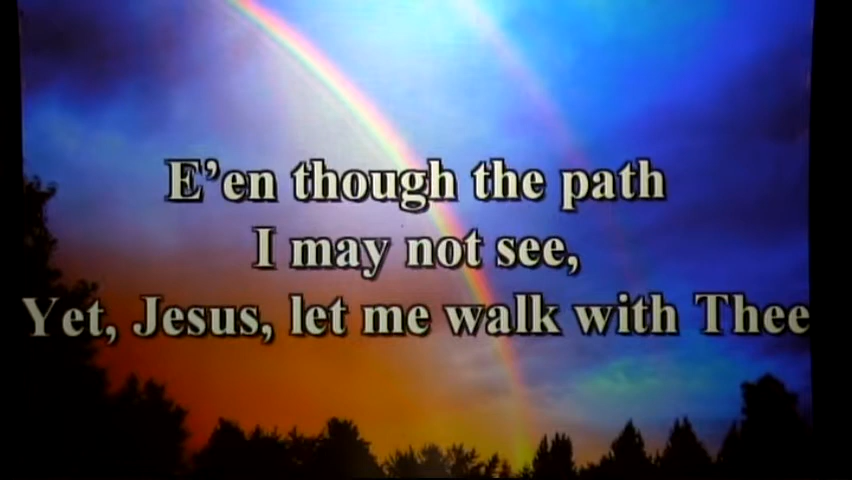 E’en though the path
I may not see,
Yet, Jesus, let me walk with Thee